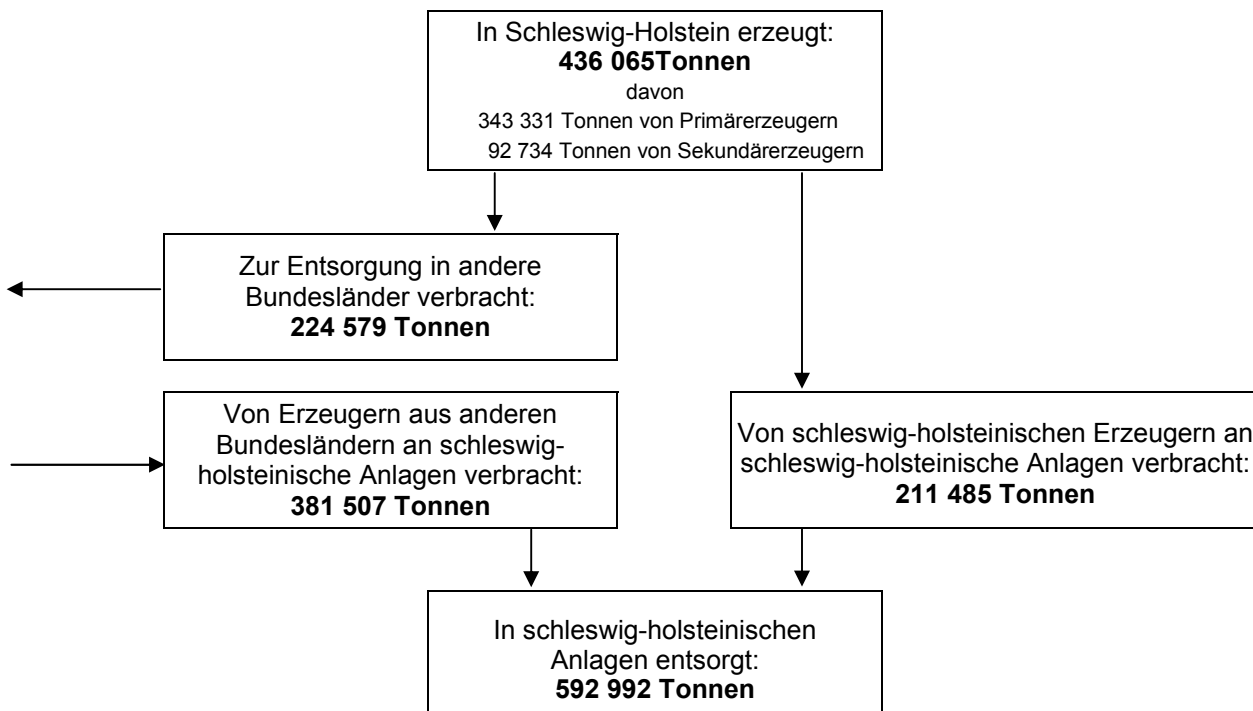 In Schleswig-Holstein erzeugt:
436 065Tonnen
davon
343 331 Tonnen von Primärerzeugern
92 734 Tonnen von Sekundärerzeugern
Zur Entsorgung in andere
Bundesländer verbracht:
224 579 Tonnen
Von Erzeugern aus anderen
Bundesländern an schleswig-
holsteinische Anlagen verbracht:
381 507 Tonnen
Von schleswig-holsteinischen Erzeugern an
schleswig-holsteinische Anlagen verbracht:
211 485 Tonnen
In schleswig-holsteinischen
Anlagen entsorgt:
592 992 Tonnen